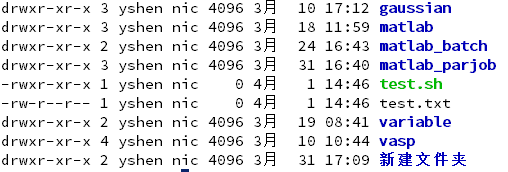 drwxr-xr-x 3 yshen nic 4096 3月  10 17:12 gaussian
drwxr-xr-x 3 yshen nic 4096 3月  18 11:59 matlab
drwxr-xr-x 2 yshen nic 4096 3月  24 16:43 matlab_batch
drwxr-xr-x 3 yshen nic 4096 3月  31 16:40 matlab_parjob
-rwxr-xr-x 1 yshen nic    0 4月   1 14:46 test.sh
-rw-r--r-- 1 yshen nic    0 4月   1 14:46 test.txt
drwxr-xr-x 2 yshen nic 4096 3月  19 08:41 variable
drwxr-xr-x 4 yshen nic 4096 3月  10 10:44 vasp
drwxr-xr-x 2 yshen nic 4096 3月  31 17:09 新建文件夹